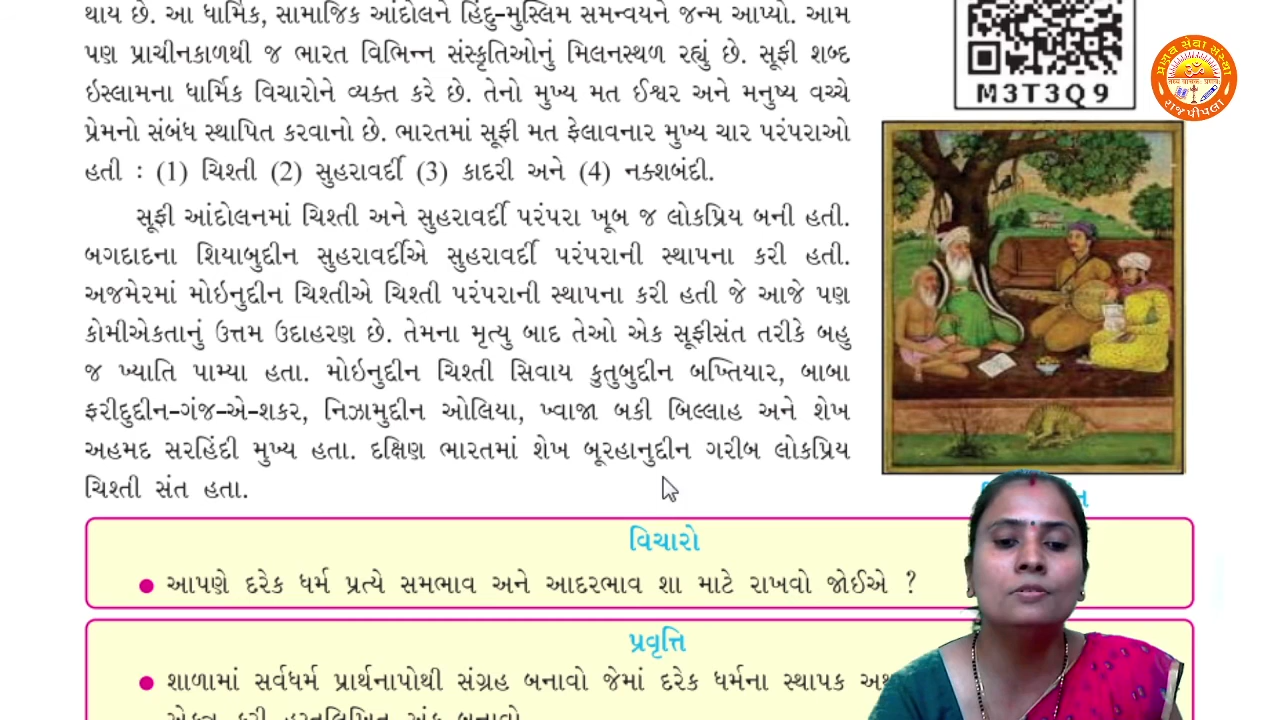 થાય છે. આ ધાર્મિક, સામાજિક આંદોલને હિંદુ-મુસ્લિમ સમન્વયને જન્મ આપ્યો. આમ
પણ પ્રાચીનકાળથી જ ભારત વિભિન્ન સંસ્કૃતિઓનું મિલનસ્થળ રહ્યું છે. સૂફી શબ્દ
ઇસ્લામના ધાર્મિક વિચારોને વ્યક્ત કરે છે. તેનો મુખ્ય મત ઈશ્વર અને મનુષ્ય વચ્ચે
પ્રેમનો સંબંધ સ્થાપિત કરવાનો છે. ભારતમાં સૂફી મત ફેલાવનાર મુખ્ય ચાર પરંપરાઓ
હતી : (1) ચિશ્તી (2) સુહરાવર્દી (3) કાદરી અને (4) નક્શબંદી.
સૂફી આંદોલનમાં ચિશ્તી અને સુહરાવર્દી પરંપરા ખૂબ જ લોકપ્રિય બની હતી.
બગદાદના શિયાબુદીન સુહરાવર્દીએ સુહરાવર્દી પરંપરાની સ્થાપના કરી હતી.
અજમેરમાં મોઇનુદ્દીન ચિશ્તીએ ચિશ્તી પરંપરાની સ્થાપના કરી હતી જે આજે પણ
કોમીએકતાનું ઉત્તમ ઉદાહરણ છે. તેમના મૃત્યુ બાદ તેઓ એક સૂફીસંત તરીકે બહુ
જ ખ્યાતિ પામ્યા હતા. મોઇનુદ્દીન ચિશ્તી સિવાય કુતુબુદ્દીન બખ્તિયાર, બાબા
ફરીદુદ્દીન-ગંજ-એ-શકર, નિઝામુદ્દીન ઓલિયા, ખ્વાજા બકી બિલ્લાહ અને શેખ
અહમદ સરહિંદી મુખ્ય હતા. દક્ષિણ ભારતમાં શેખ બૂરહાનુદ્દીન ગરીબ લોકપ્રિય
ચિશ્તી સંત હતા.
M3T3Q9
પ્રણવ સેવા સંસ્થા
રાજપીપલા
વિચારો
● આપણે દરેક ધર્મ પ્રત્યે સમભાવ અને આદરભાવ શા માટે રાખવો જોઈએ ?
પ્રવૃત્તિ
● શાળામાં સર્વધર્મ પ્રાર્થનાપોથી સંગ્રહ બનાવો જેમાં દરેક ધર્મના સ્થાપક